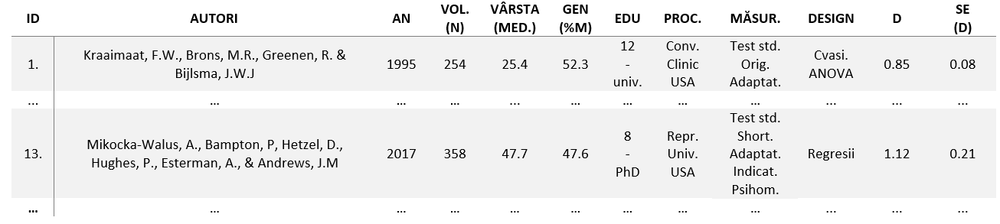 ID AUTORI AN VOL. (N) VÂRSTA (MED.) GEN (%M) EDU PROC. MĂSUR. DESIGN D SE (D)
1. Kraaimaat, F.W., Brons, M.R., Greenen, R. & Bijlsma, J.W.J 1995 254 25.4 52.3 12 - univ. Conv. Clinic USA Test std. Orig. Adaptat. Cvasi. ANOVA 0.85 0.08
... ... ... ... ... ... ... ... ... ... ... ...
13. Mikocka-Walus, A., Bampton, P, Hetzel, D., Hughes, P., Esterman, A., & Andrews, J.M 2017 358 47.7 47.6 8 - PhD Repr. Univ. USA Test std. Short. Adaptat. Indicat. Psihom. Regresii 1.12 0.21
... ... ... ... ... ... ... ... ... ... ... ...